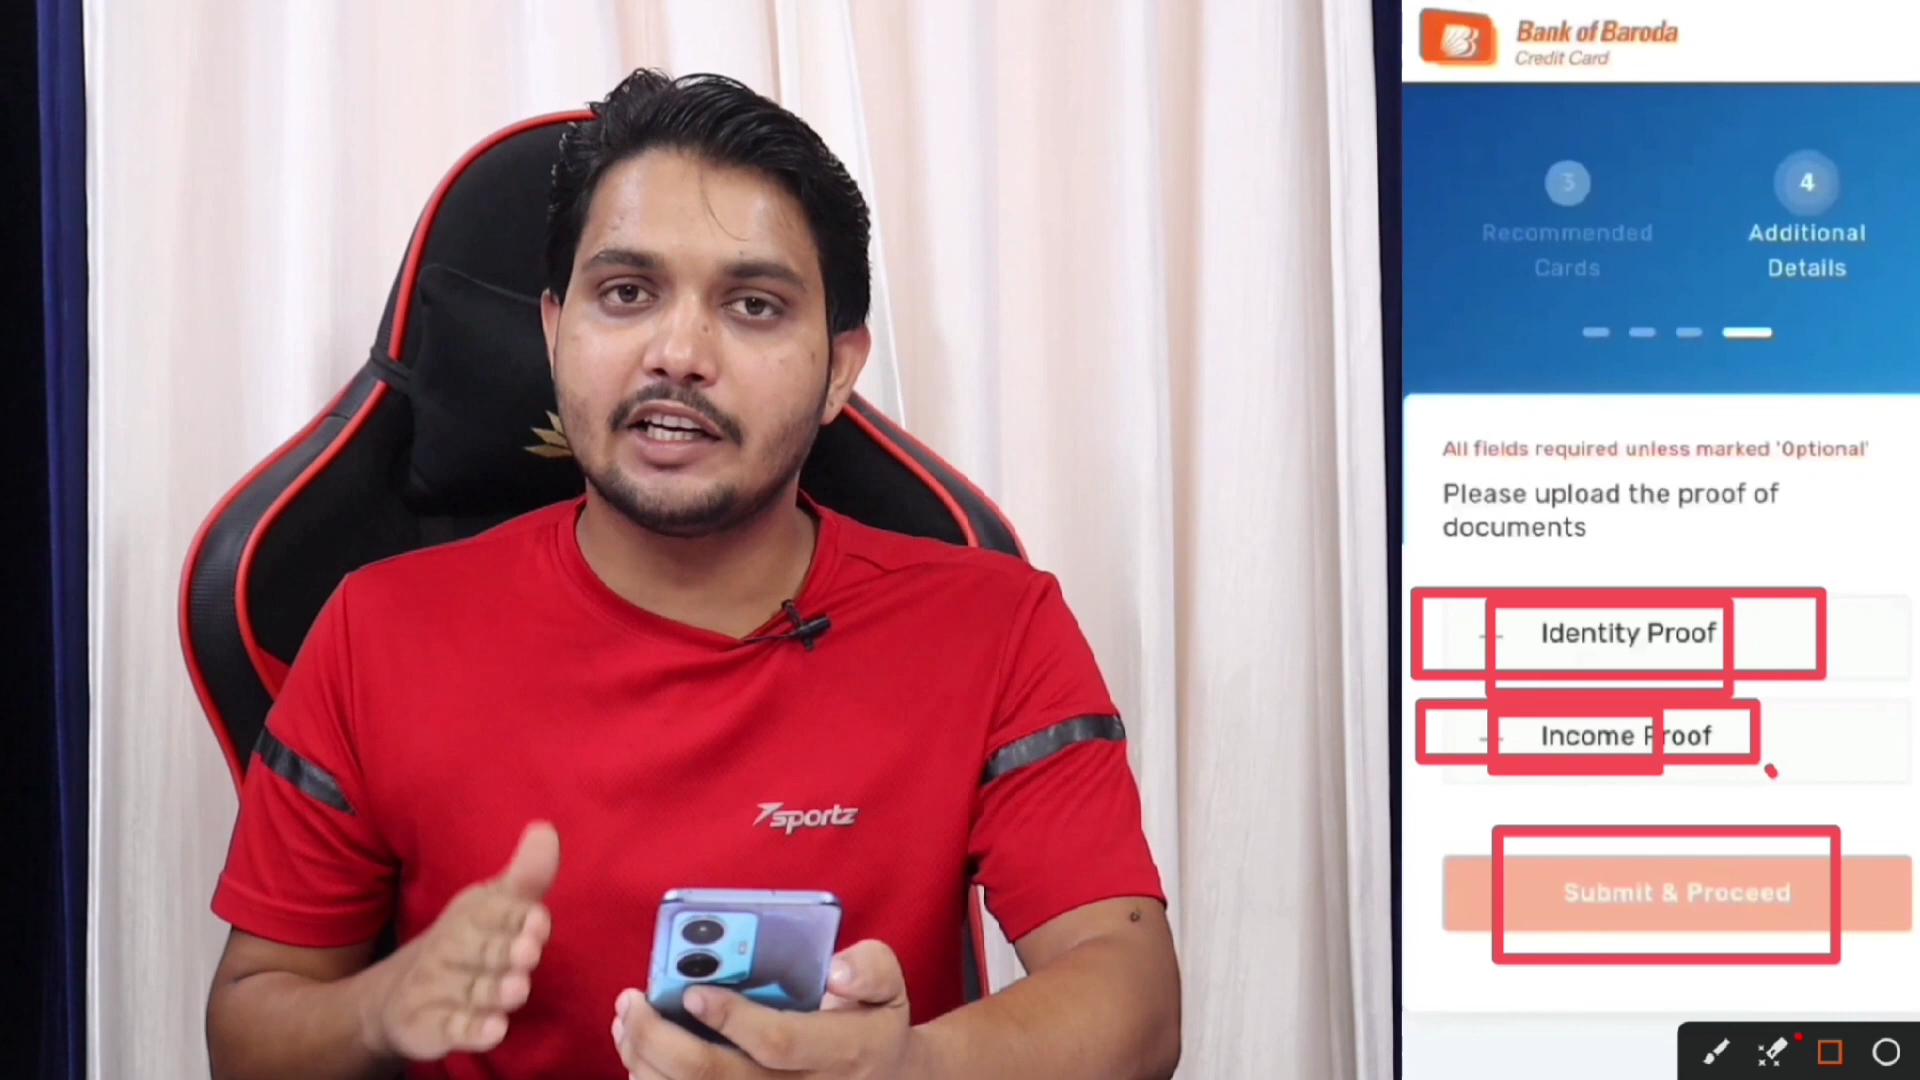 Bank of Baroda
Credit Card
3
4
Recommended
Cards
Additional
Details
All fields required unless marked 'Optional'
Please upload the proof of
documents
Identity Proof
Income Proof
Submit & Proceed
7sportz